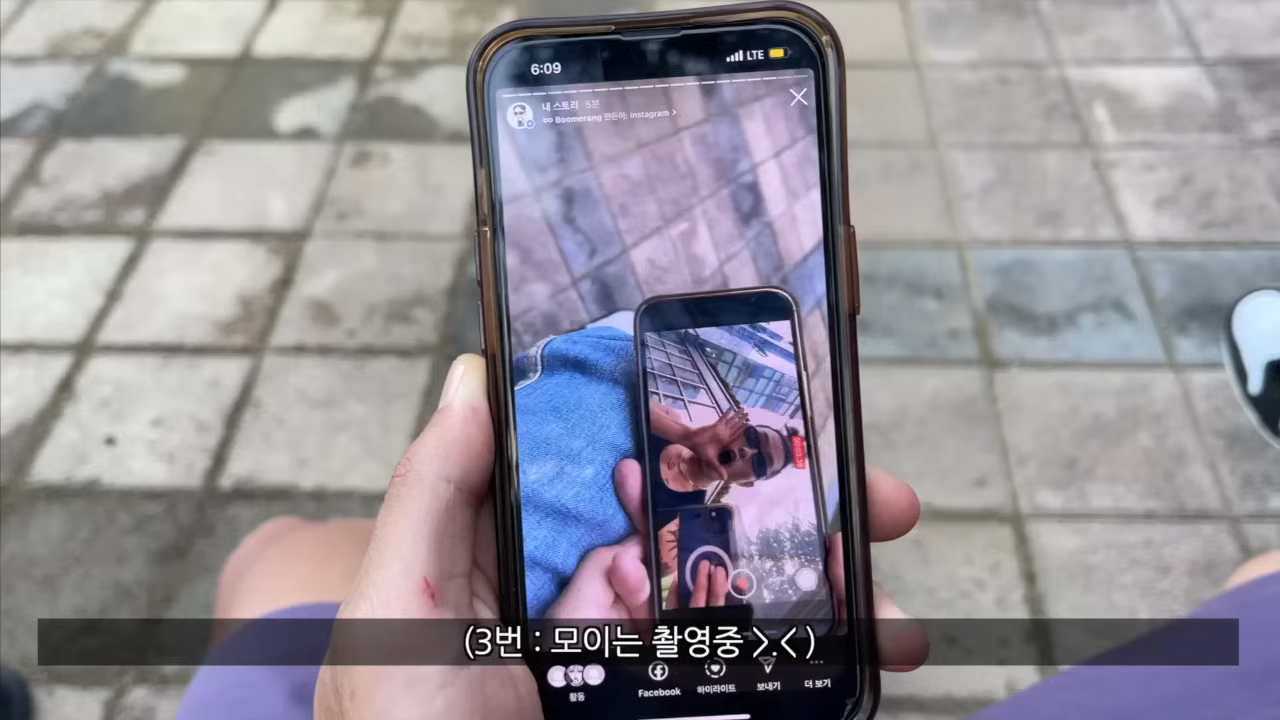 6:09
LTE
내 스토리 5분
Boomerang 만든이: instagram >
(3번 : 모이는 촬영중 >.< )
활동
Facebook
하이라이트
보내기
더 보기